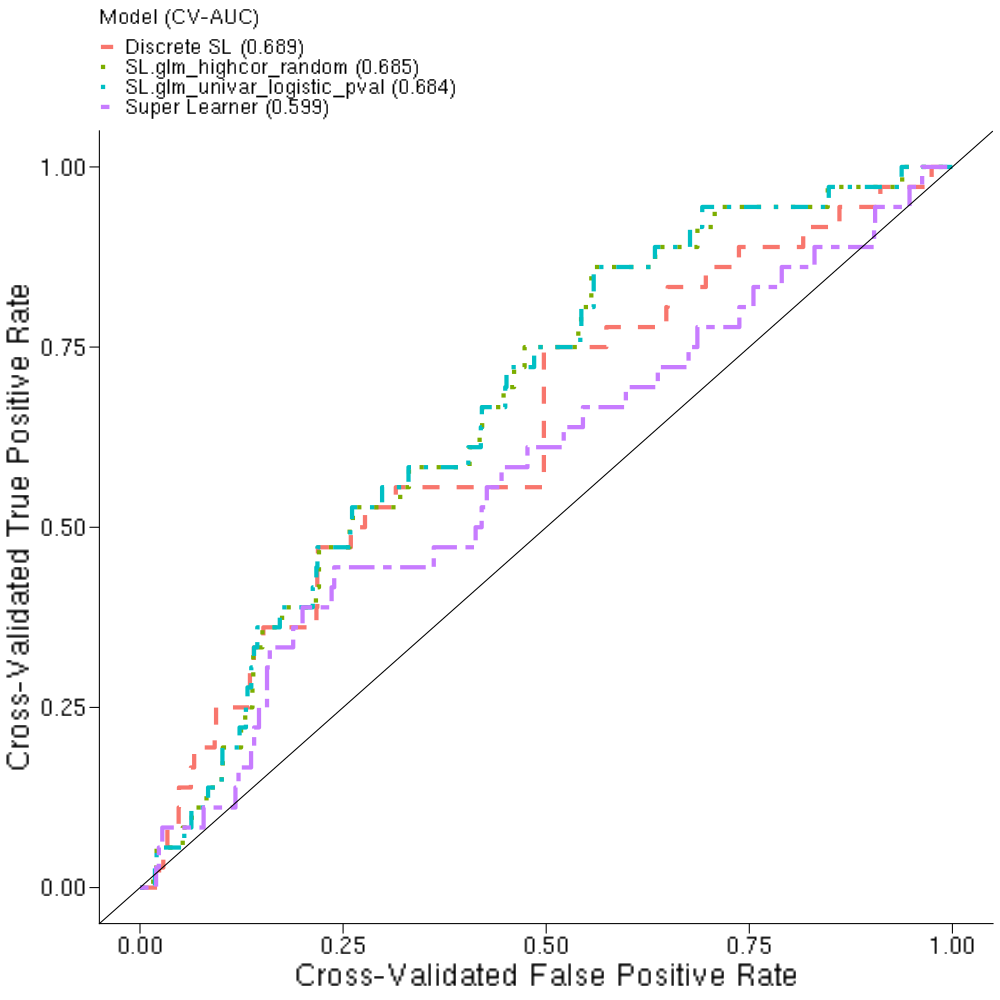 Model (CV-AUC)
Discrete SL (0.689)
SL.glm_highcor_random (0.685)
SL.glm_univar_logistic_pval (0.684)
Super Learner (0.599)
Cross-Validated True Positive Rate
1.00
0.75
0.50
0.25
0.00
0.00 0.25 0.50 0.75 1.00
Cross-Validated False Positive Rate